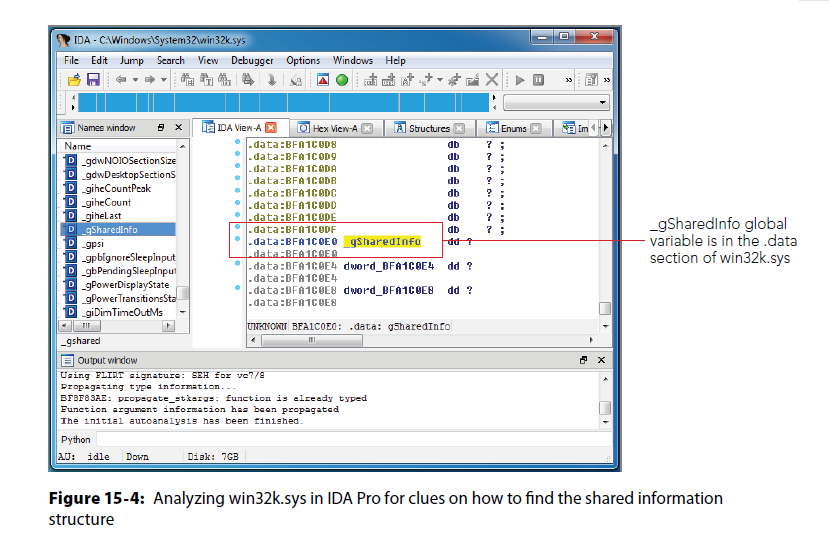 IDA - C:\Windows\System32\win32k.sys
File Edit Jump Search View Debugger Options Windows Help
Names window
IDA View-A
Hex View-A
Structures
Enums
Im
Name
_gdwNOIOSectionSize
_gdwDesktopSectionS
_giheCountPeak
_giheCount
_giheLast
_gSharedInfo
_gpsi
_gpbIgnoreSleepInput
_gbPendingSleepInput
_gPowerDisplayState
_gPowerTransitionsSta
_giDimTimeOutMs
_gshared
.data:BFA1C0D8 db ? ;
.data:BFA1C0D9 db ? ;
.data:BFA1C0DA db ? ;
.data:BFA1C0DB db ? ;
.data:BFA1C0DC db ? ;
.data:BFA1C0DD db ? ;
.data:BFA1C0DE db ? ;
.data:BFA1C0DF db ? ;
.data:BFA1C0E0 _gSharedInfo dd ?
.data:BFA1C0E0
.data:BFA1C0E4 dword_BFA1C0E4 dd ?
.data:BFA1C0E4
.data:BFA1C0E8 dword_BFA1C0E8 dd ?
.data:BFA1C0E8
UNKNOWN BFA1C0E0: .data: gSharedInfo
_gSharedInfo global
variable is in the .data
section of win32k.sys
Output window
Using FLIRT signature: SEH for vc7/8
Propagating type information...
BF8F83AE: propagate_stkargs: function is already typed
Function argument information has been propagated
The initial autoanalysis has been finished.
Python
AU: idle Down Disk: 7GB
Figure 15-4: Analyzing win32k.sys in IDA Pro for clues on how to find the shared information
structure